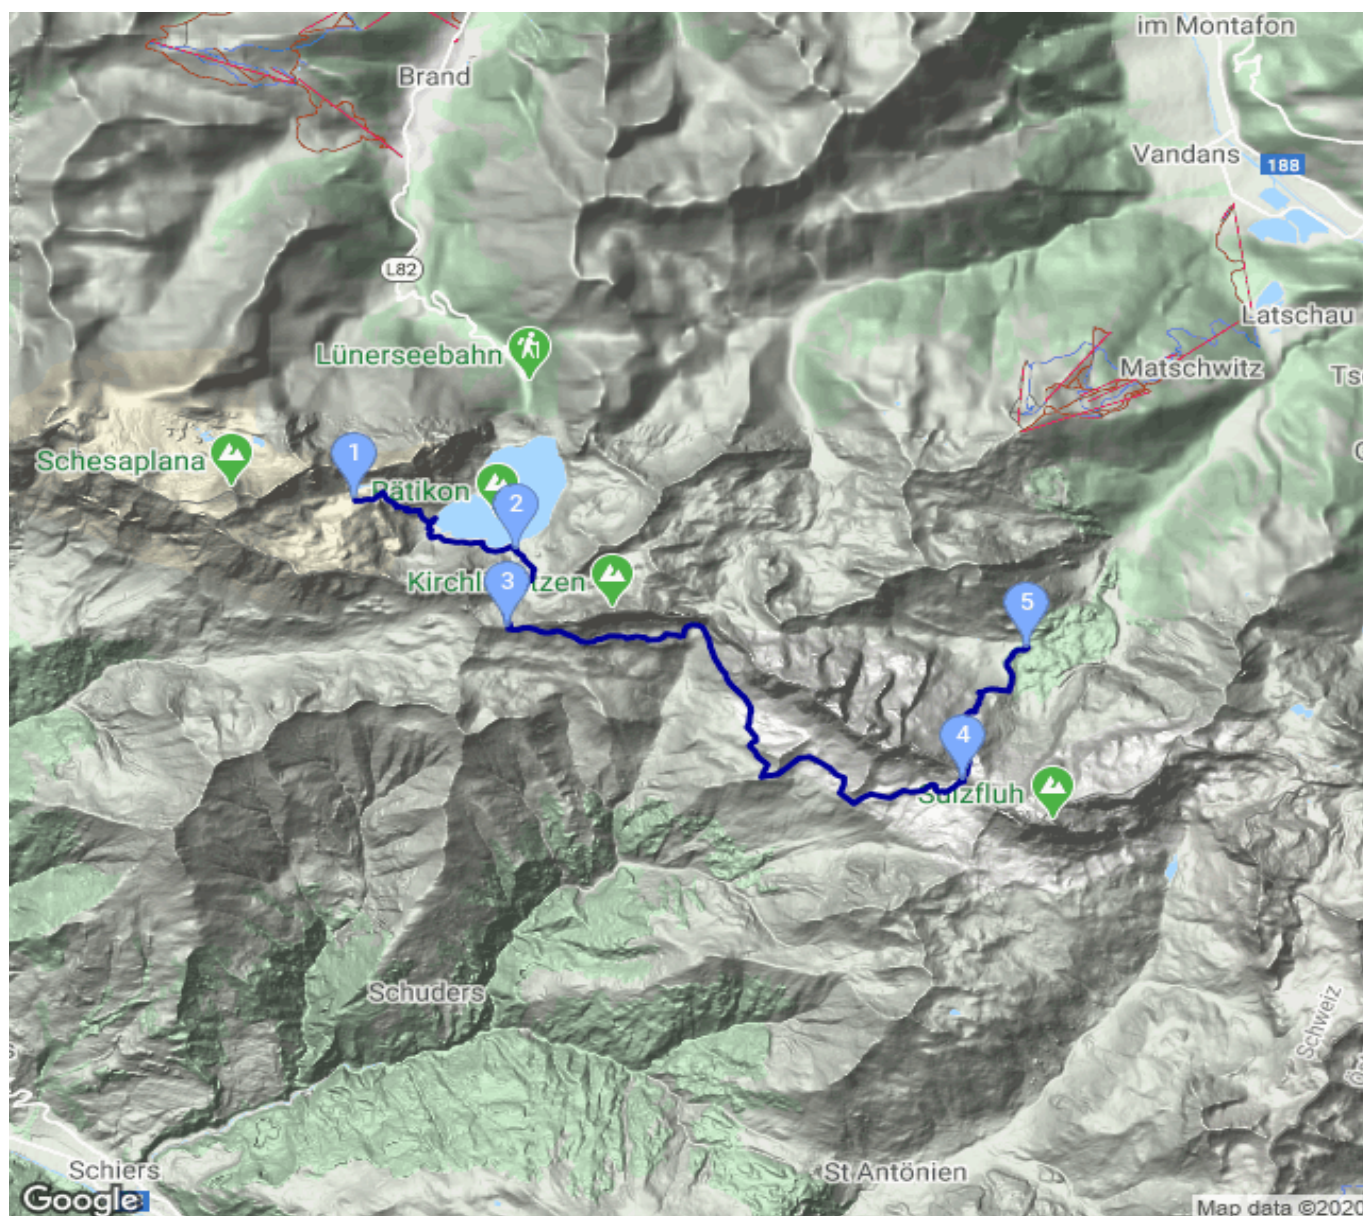 im Montafon
Brand
Vandans
188
L82
Latschau
Lünerseebahn
Matschwitz
Schesaplana
1
Rätikon
2
3
5
4
Sulzfluh
Schuders
Schweiz
Schiers
St Antönien
Google
Map data ©2020